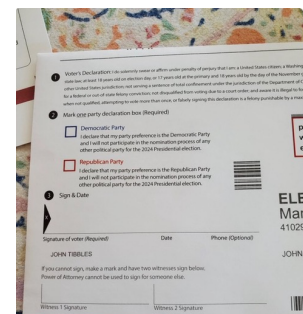 1 Voter's Declaration: I do solemnly swear or affirm under penalty of perjury that I am: a United States citizen; a Washington
state law; at least 18 years old on election day, or 17 years old at the primary and 18 years old by the day of the November
other United States jurisdiction; not serving a sentence of total confinement under the jurisdiction of the Department of
for a federal or out-of-state felony conviction; not disqualified from voting due to a court order; and aware it is illegal to
when not qualified, attempting to vote more than once, or falsely signing this declaration is a felony punishable by a
2 Mark one party declaration box (Required)
Democratic Party
I declare that my party preference is the Democratic Party
and I will not participate in the nomination process of any
other political party for the 2024 Presidential election.
Republican Party
I declare that my party preference is the Republican Party
and I will not participate in the nomination process of any
other political party for the 2024 Presidential election.
3 Sign & Date
ELE
Mar
4102
Signature of voter (Required) Date Phone (Optional)
JOHN TIBBLES
JOHN
If you cannot sign, make a mark and have two witnesses sign below.
Power of Attorney cannot be used to sign for someone else.
Witness 1 Signature Witness 2 Signature